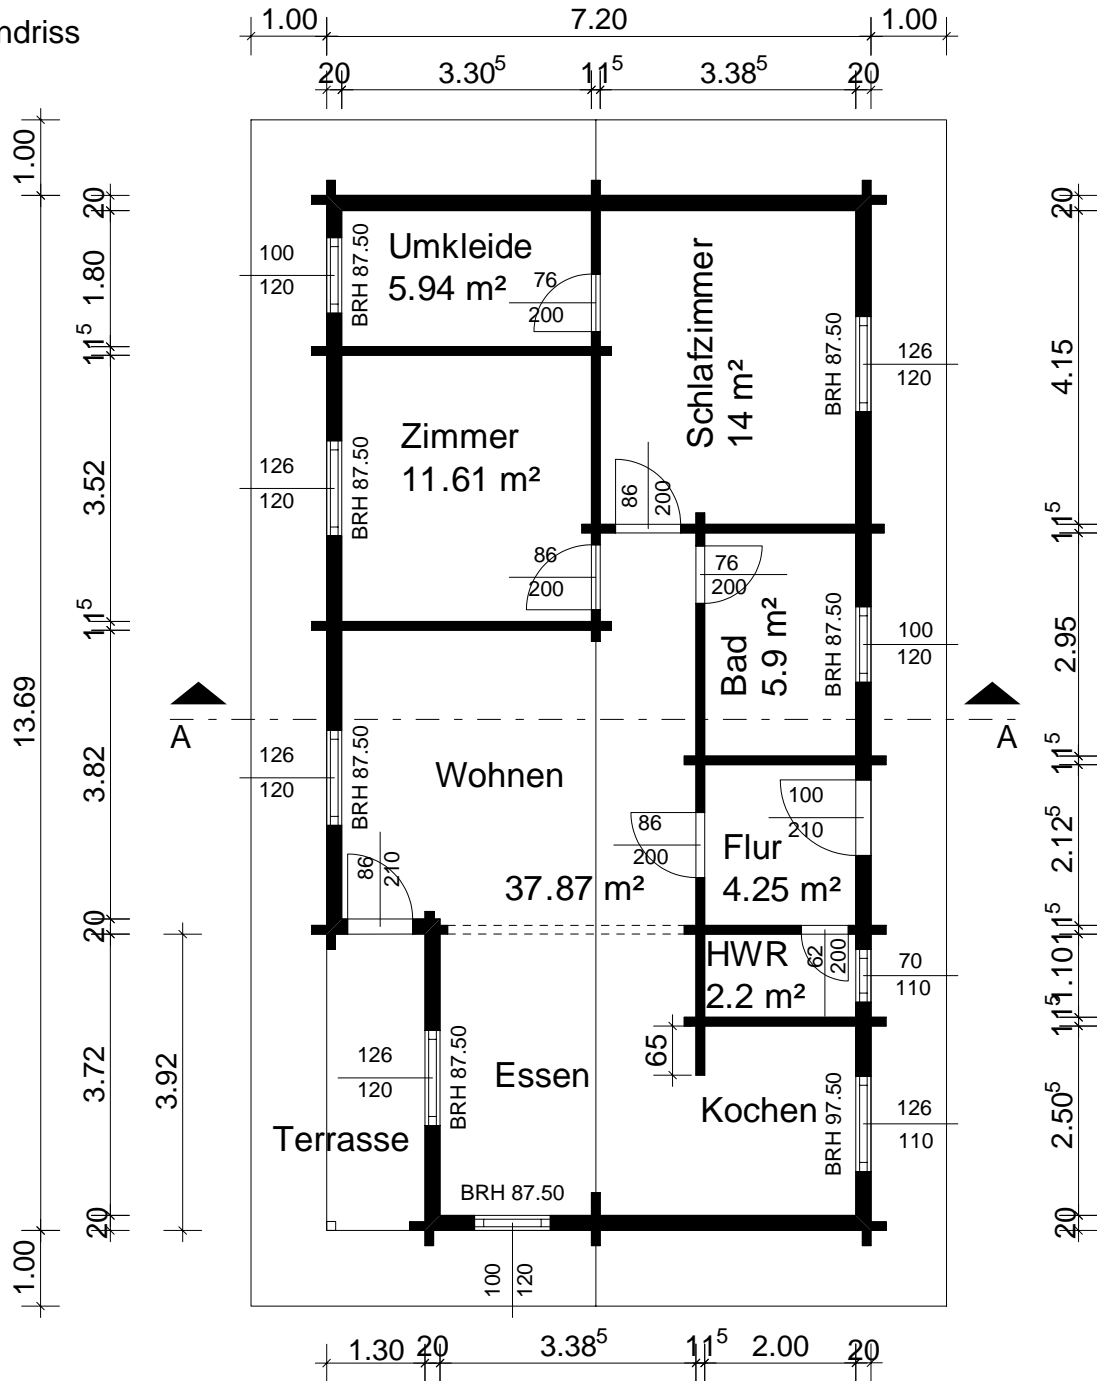 ndriss
1.00 7.20 1.00
20 3.30⁵ 11⁵ 3.38⁵ 20
1.00
13.69
1.00
20
1.80
11⁵
3.52
11⁵
3.82
20
3.72
20
3.92
100
120
BRH 87.50
Umkleide
5.94 m²
76
200
Schlafzimmer
14 m²
BRH 87.50
126
120
126
120
BRH 87.50
Zimmer
11.61 m²
86
200
86
200
76
200
Bad
5.9 m²
BRH 87.50
100
120
A
A
126
120
BRH 87.50
Wohnen
86
210
37.87 m²
86
200
Flur
4.25 m²
100
210
HWR
2.2 m²
62
200
70
110
65
126
120
BRH 87.50
Essen
Kochen
BRH 97.50
126
110
Terrasse
BRH 87.50
100
120
20
4.15
11⁵
2.95
11⁵
2.12⁵
11⁵
1.10
11⁵
2.50⁵
20
1.30 20 3.38⁵ 11⁵ 2.00 20